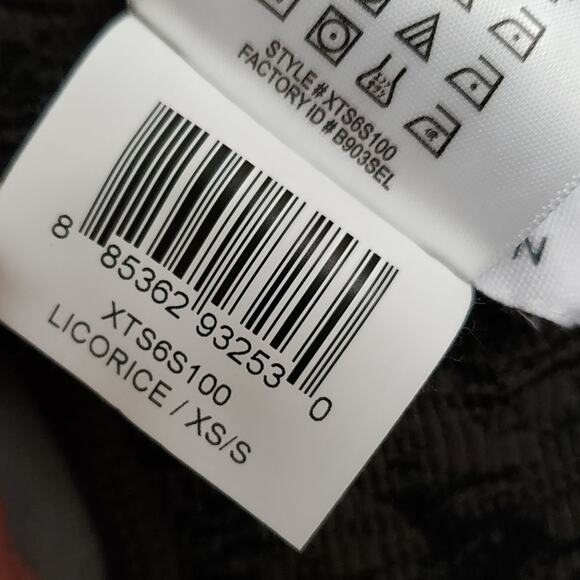 STYLE#XTS6S100
FACTORY ID# B903SEL
8 85362 93253 0
XTS6S100
LICORICE / XS/S